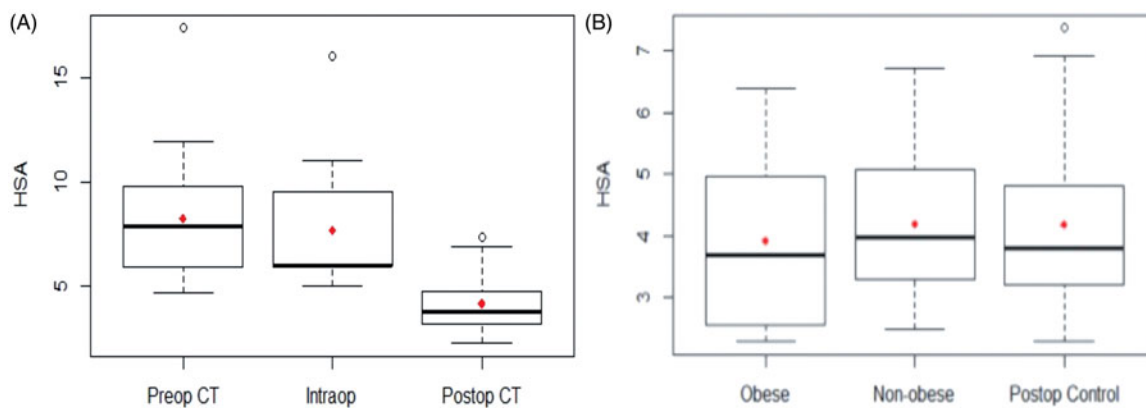 (A)
HSA
15
10
5
Preop CT
Intraop
Postop CT
(B)
HSA
7
6
5
4
3
Obese
Non-obese
Postop Control